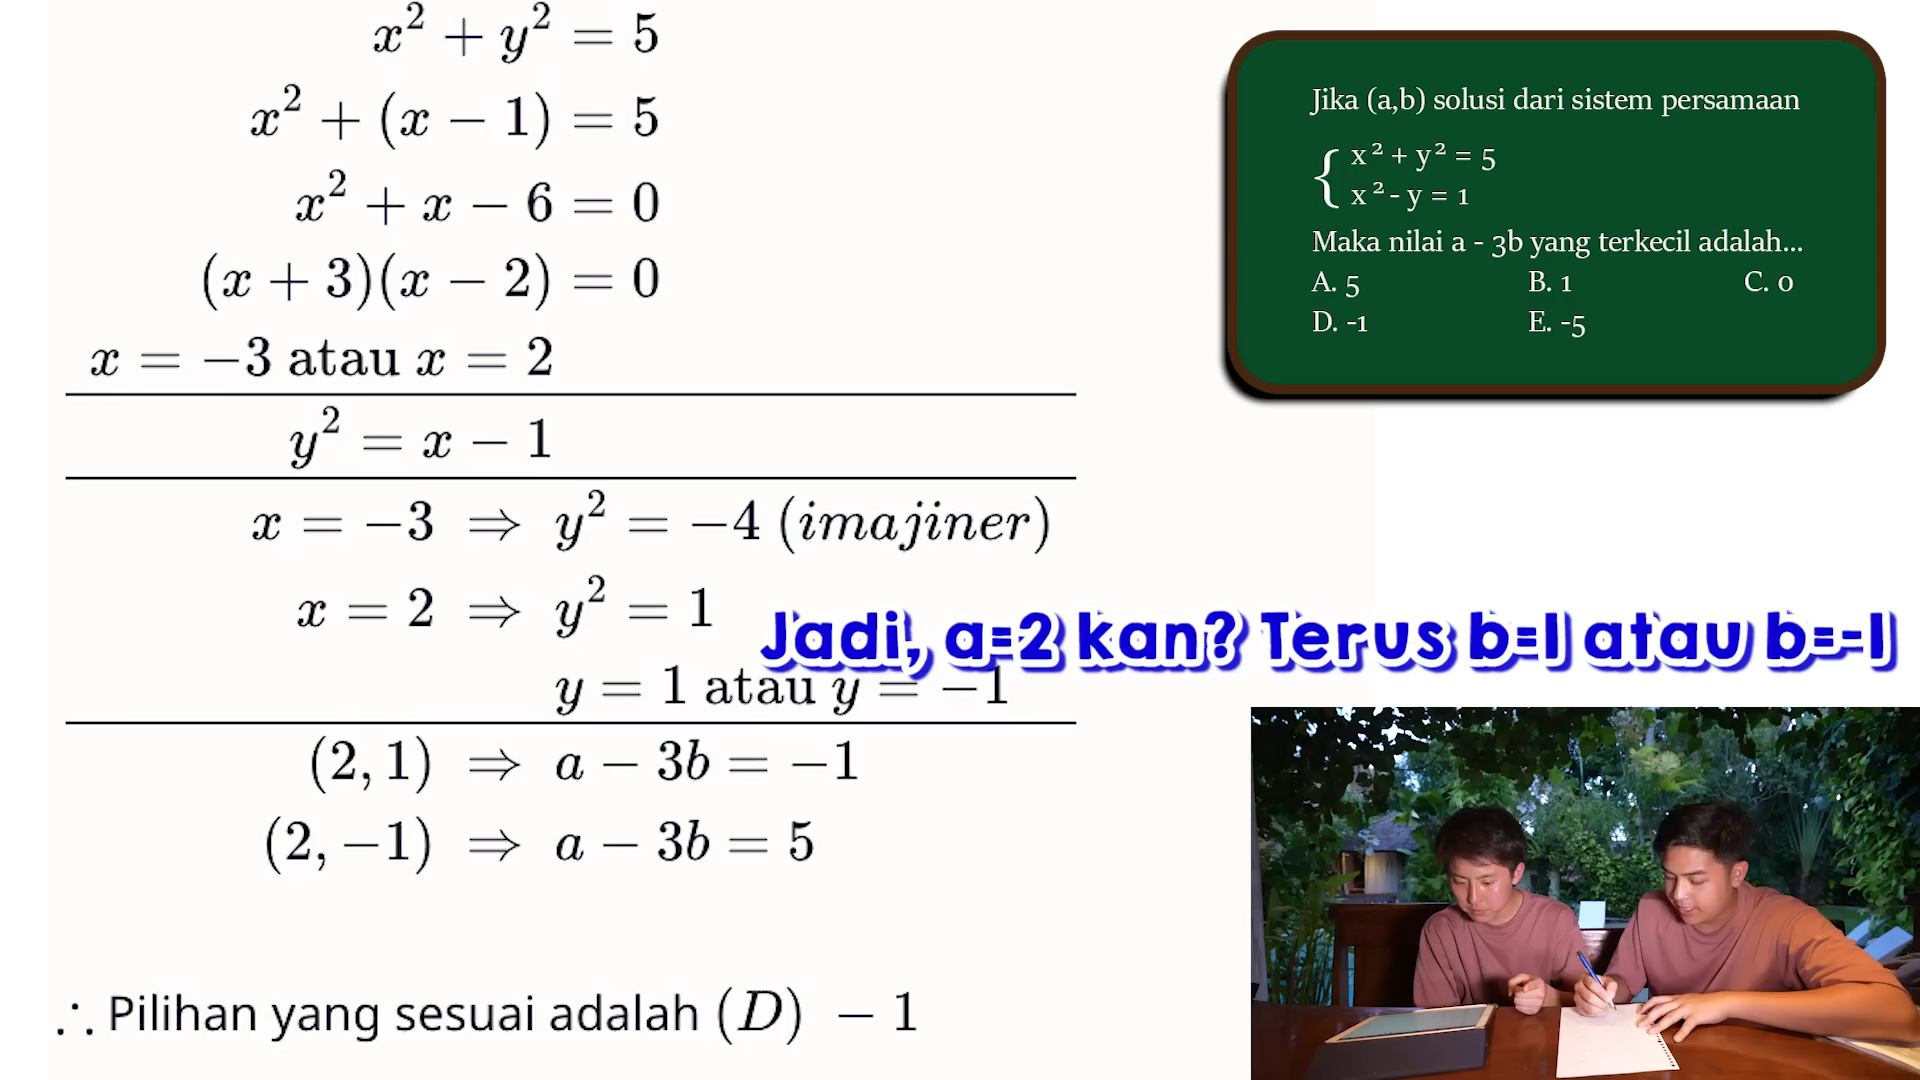 x² + y² = 5
x² + (x − 1) = 5
x² + x − 6 = 0
(x + 3)(x − 2) = 0
x = −3 atau x = 2
y² = x − 1
x = −3 ⇒ y² = −4 (imajiner)
x = 2 ⇒ y² = 1
y = 1 atau y = −1
(2, 1) ⇒ a − 3b = −1
(2, −1) ⇒ a − 3b = 5
∴ Pilihan yang sesuai adalah (D) − 1
Jika (a,b) solusi dari sistem persamaan
{ x² + y² = 5
x² - y = 1
Maka nilai a - 3b yang terkecil adalah...
A. 5 B. 1 C. 0
D. -1 E. -5
Jadi, a=2 kan? Terus b=1 atau b=-1